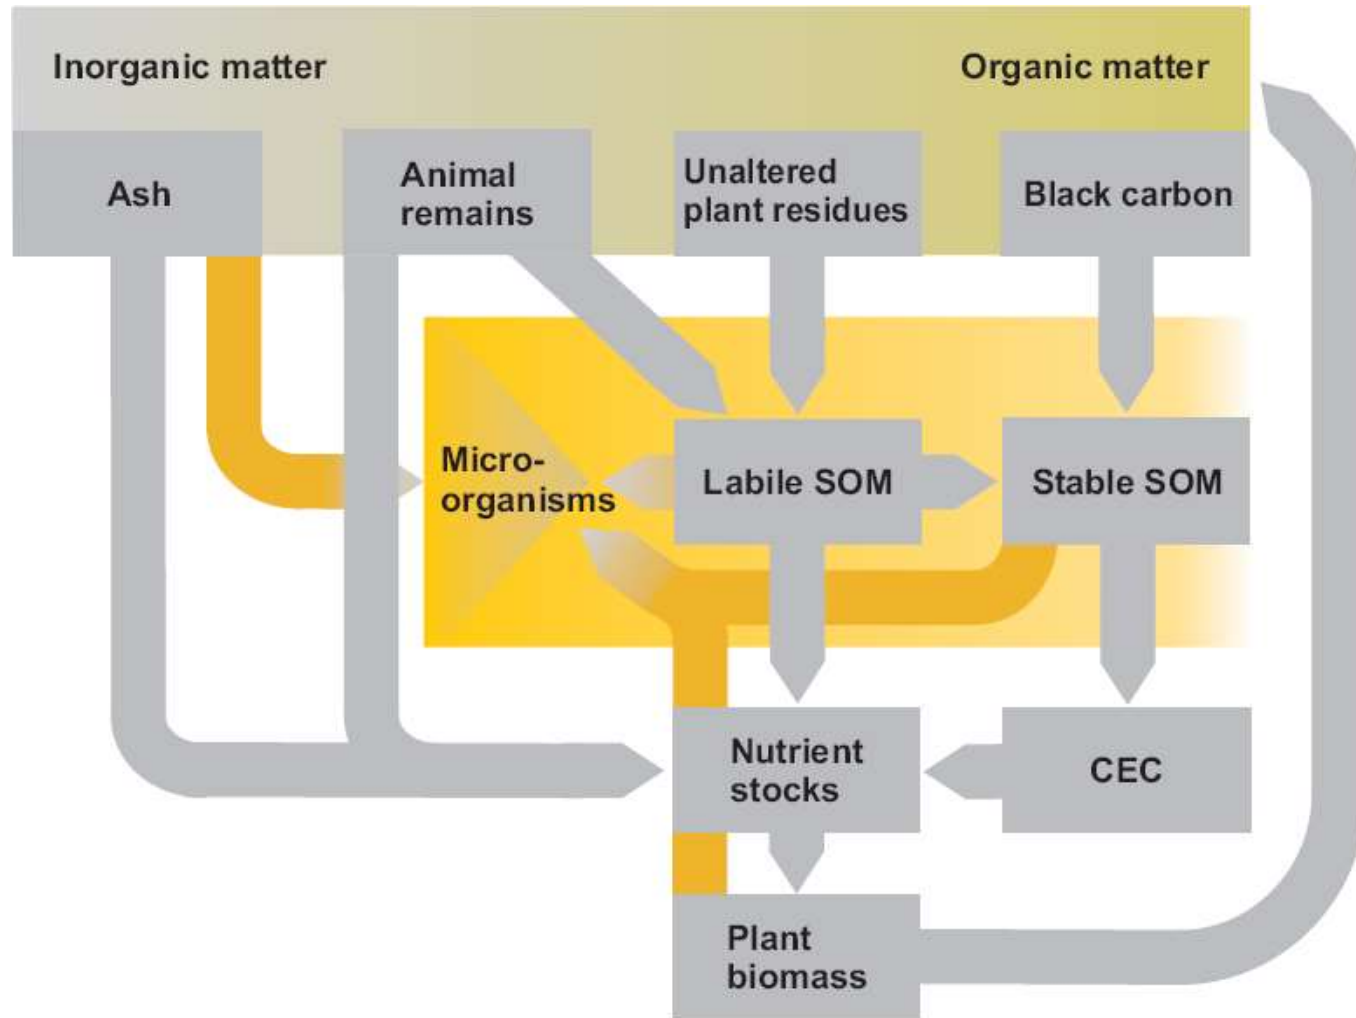 Inorganic matter
Organic matter
Ash
Animal
remains
Unaltered
plant residues
Black carbon
Micro-
organisms
Labile SOM
Stable SOM
Nutrient
stocks
CEC
Plant
biomass